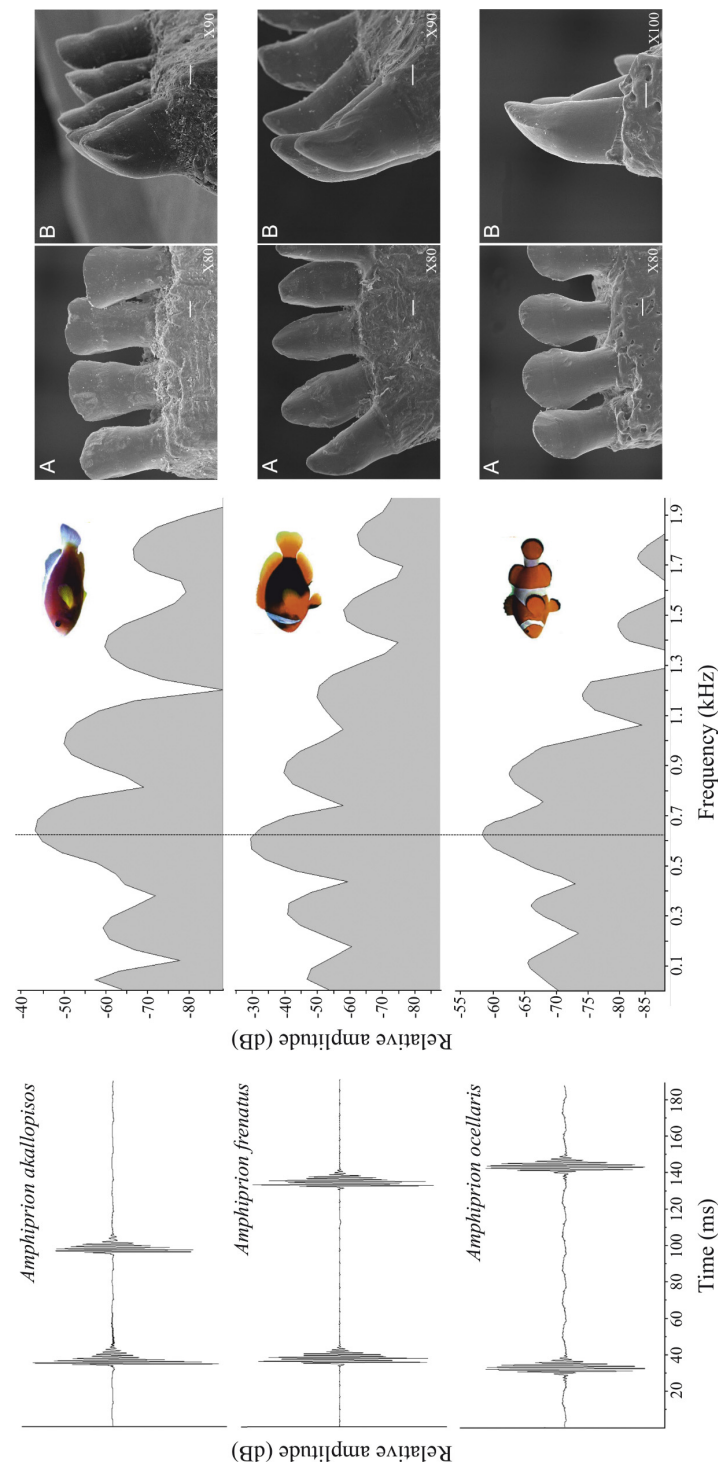 Amphiprion akallopisos
Relative amplitude (dB)
Amphiprion frenatus
Amphiprion ocellaris
20 40 60 80 100 120 140 160 180
Time (ms)
Relative amplitude (dB)
-40
-50
-60
-70
-80
-30
-40
-50
-60
-70
-80
-55
-60
-65
-70
-75
-80
-85
0.1 0.3 0.5 0.7 0.9 1.1 1.3 1.5 1.7 1.9
Frequency (kHz)
A
X80
B
X90
A
X80
B
X90
A
X80
B
X100